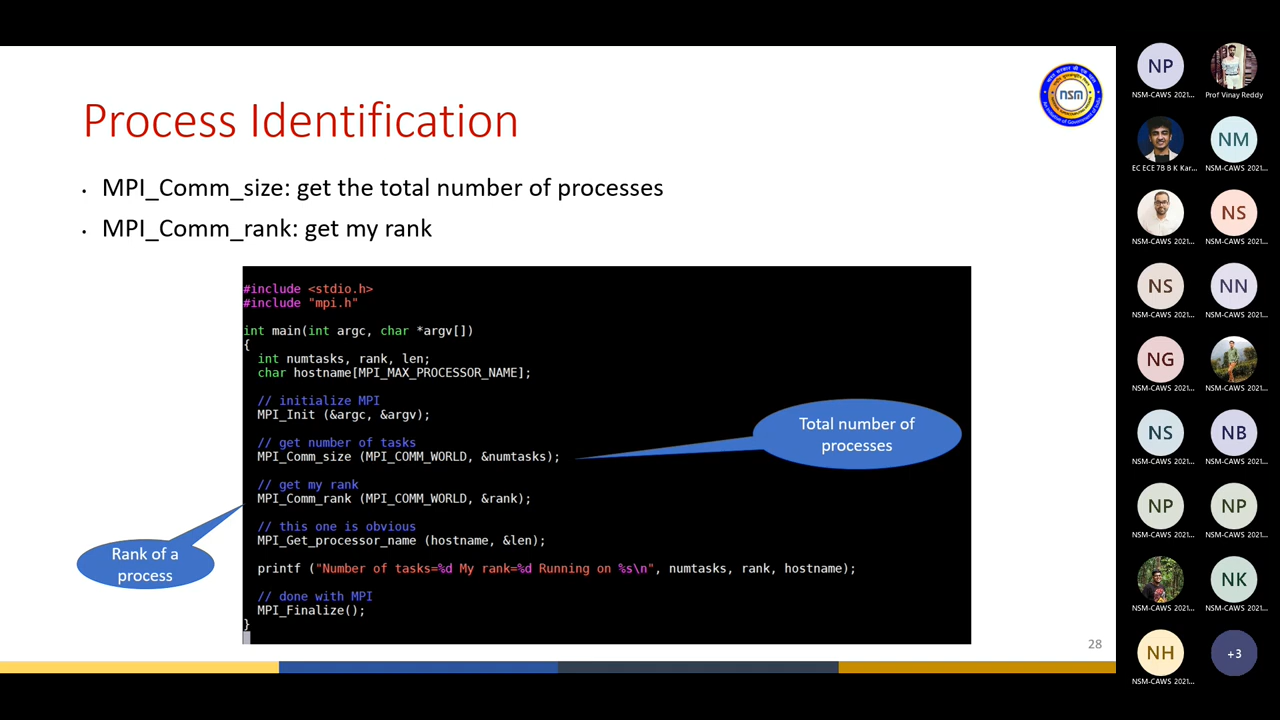 Process Identification
nsm
• MPI_Comm_size: get the total number of processes
• MPI_Comm_rank: get my rank
#include <stdio.h>
#include "mpi.h"
int main(int argc, char *argv[])
{
int numtasks, rank, len;
char hostname[MPI_MAX_PROCESSOR_NAME];
// initialize MPI
MPI_Init (&argc, &argv);
// get number of tasks
MPI_Comm_size (MPI_COMM_WORLD, &numtasks);
// get my rank
MPI_Comm_rank (MPI_COMM_WORLD, &rank);
// this one is obvious
MPI_Get_processor_name (hostname, &len);
printf ("Number of tasks=%d My rank=%d Running on %s\n", numtasks, rank, hostname);
// done with MPI
MPI_Finalize();
}
Total number of
processes
Rank of a
process
28
NP
NSM-CAWS 2021...
Prof Vinay Reddy
EC ECE 7B B K Kar...
NM
NSM-CAWS 2021...
NSM-CAWS 2021...
NS
NSM-CAWS 2021...
NS
NSM-CAWS 2021...
NN
NSM-CAWS 2021...
NG
NSM-CAWS 2021...
NSM-CAWS 2021...
NS
NSM-CAWS 2021...
NB
NSM-CAWS 2021...
NP
NSM-CAWS 2021...
NP
NSM-CAWS 2021...
NSM-CAWS 2021...
NK
NSM-CAWS 2021...
NH
NSM-CAWS 2021...
+3